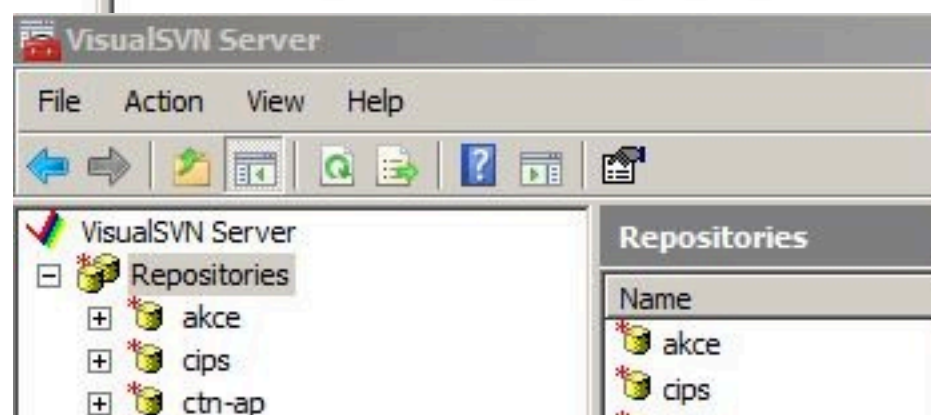 VisualSVN Server
File Action View Help
VisualSVN Server
Repositories
akce
cips
ctn-ap
Repositories
Name
akce
cips